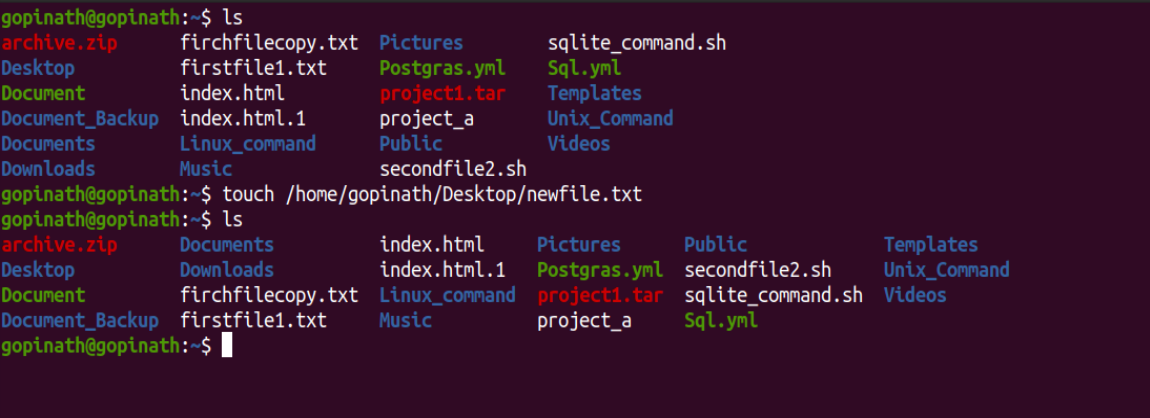 gopinath@gopinath:~$ ls
archive.zip firchfilecopy.txt Pictures sqlite_command.sh
Desktop firstfile1.txt Postgras.yml Sql.yml
Document index.html project1.tar Templates
Document_Backup index.html.1 project_a Unix_Command
Documents Linux_command Public Videos
Downloads Music secondfile2.sh
gopinath@gopinath:~$ touch /home/gopinath/Desktop/newfile.txt
gopinath@gopinath:~$ ls
archive.zip Documents index.html Pictures Public Templates
Desktop Downloads index.html.1 Postgras.yml secondfile2.sh Unix_Command
Document firchfilecopy.txt Linux_command project1.tar sqlite_command.sh Videos
Document_Backup firstfile1.txt Music project_a Sql.yml
gopinath@gopinath:~$